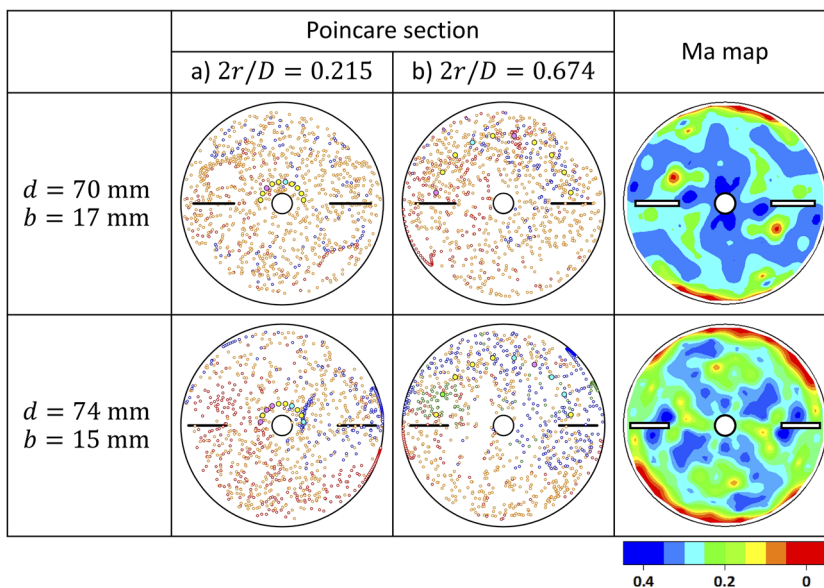 Poincare section
Ma map
a) 2r/D = 0.215
b) 2r/D = 0.674
d = 70 mm
b = 17 mm
d = 74 mm
b = 15 mm
0.4 0.2 0